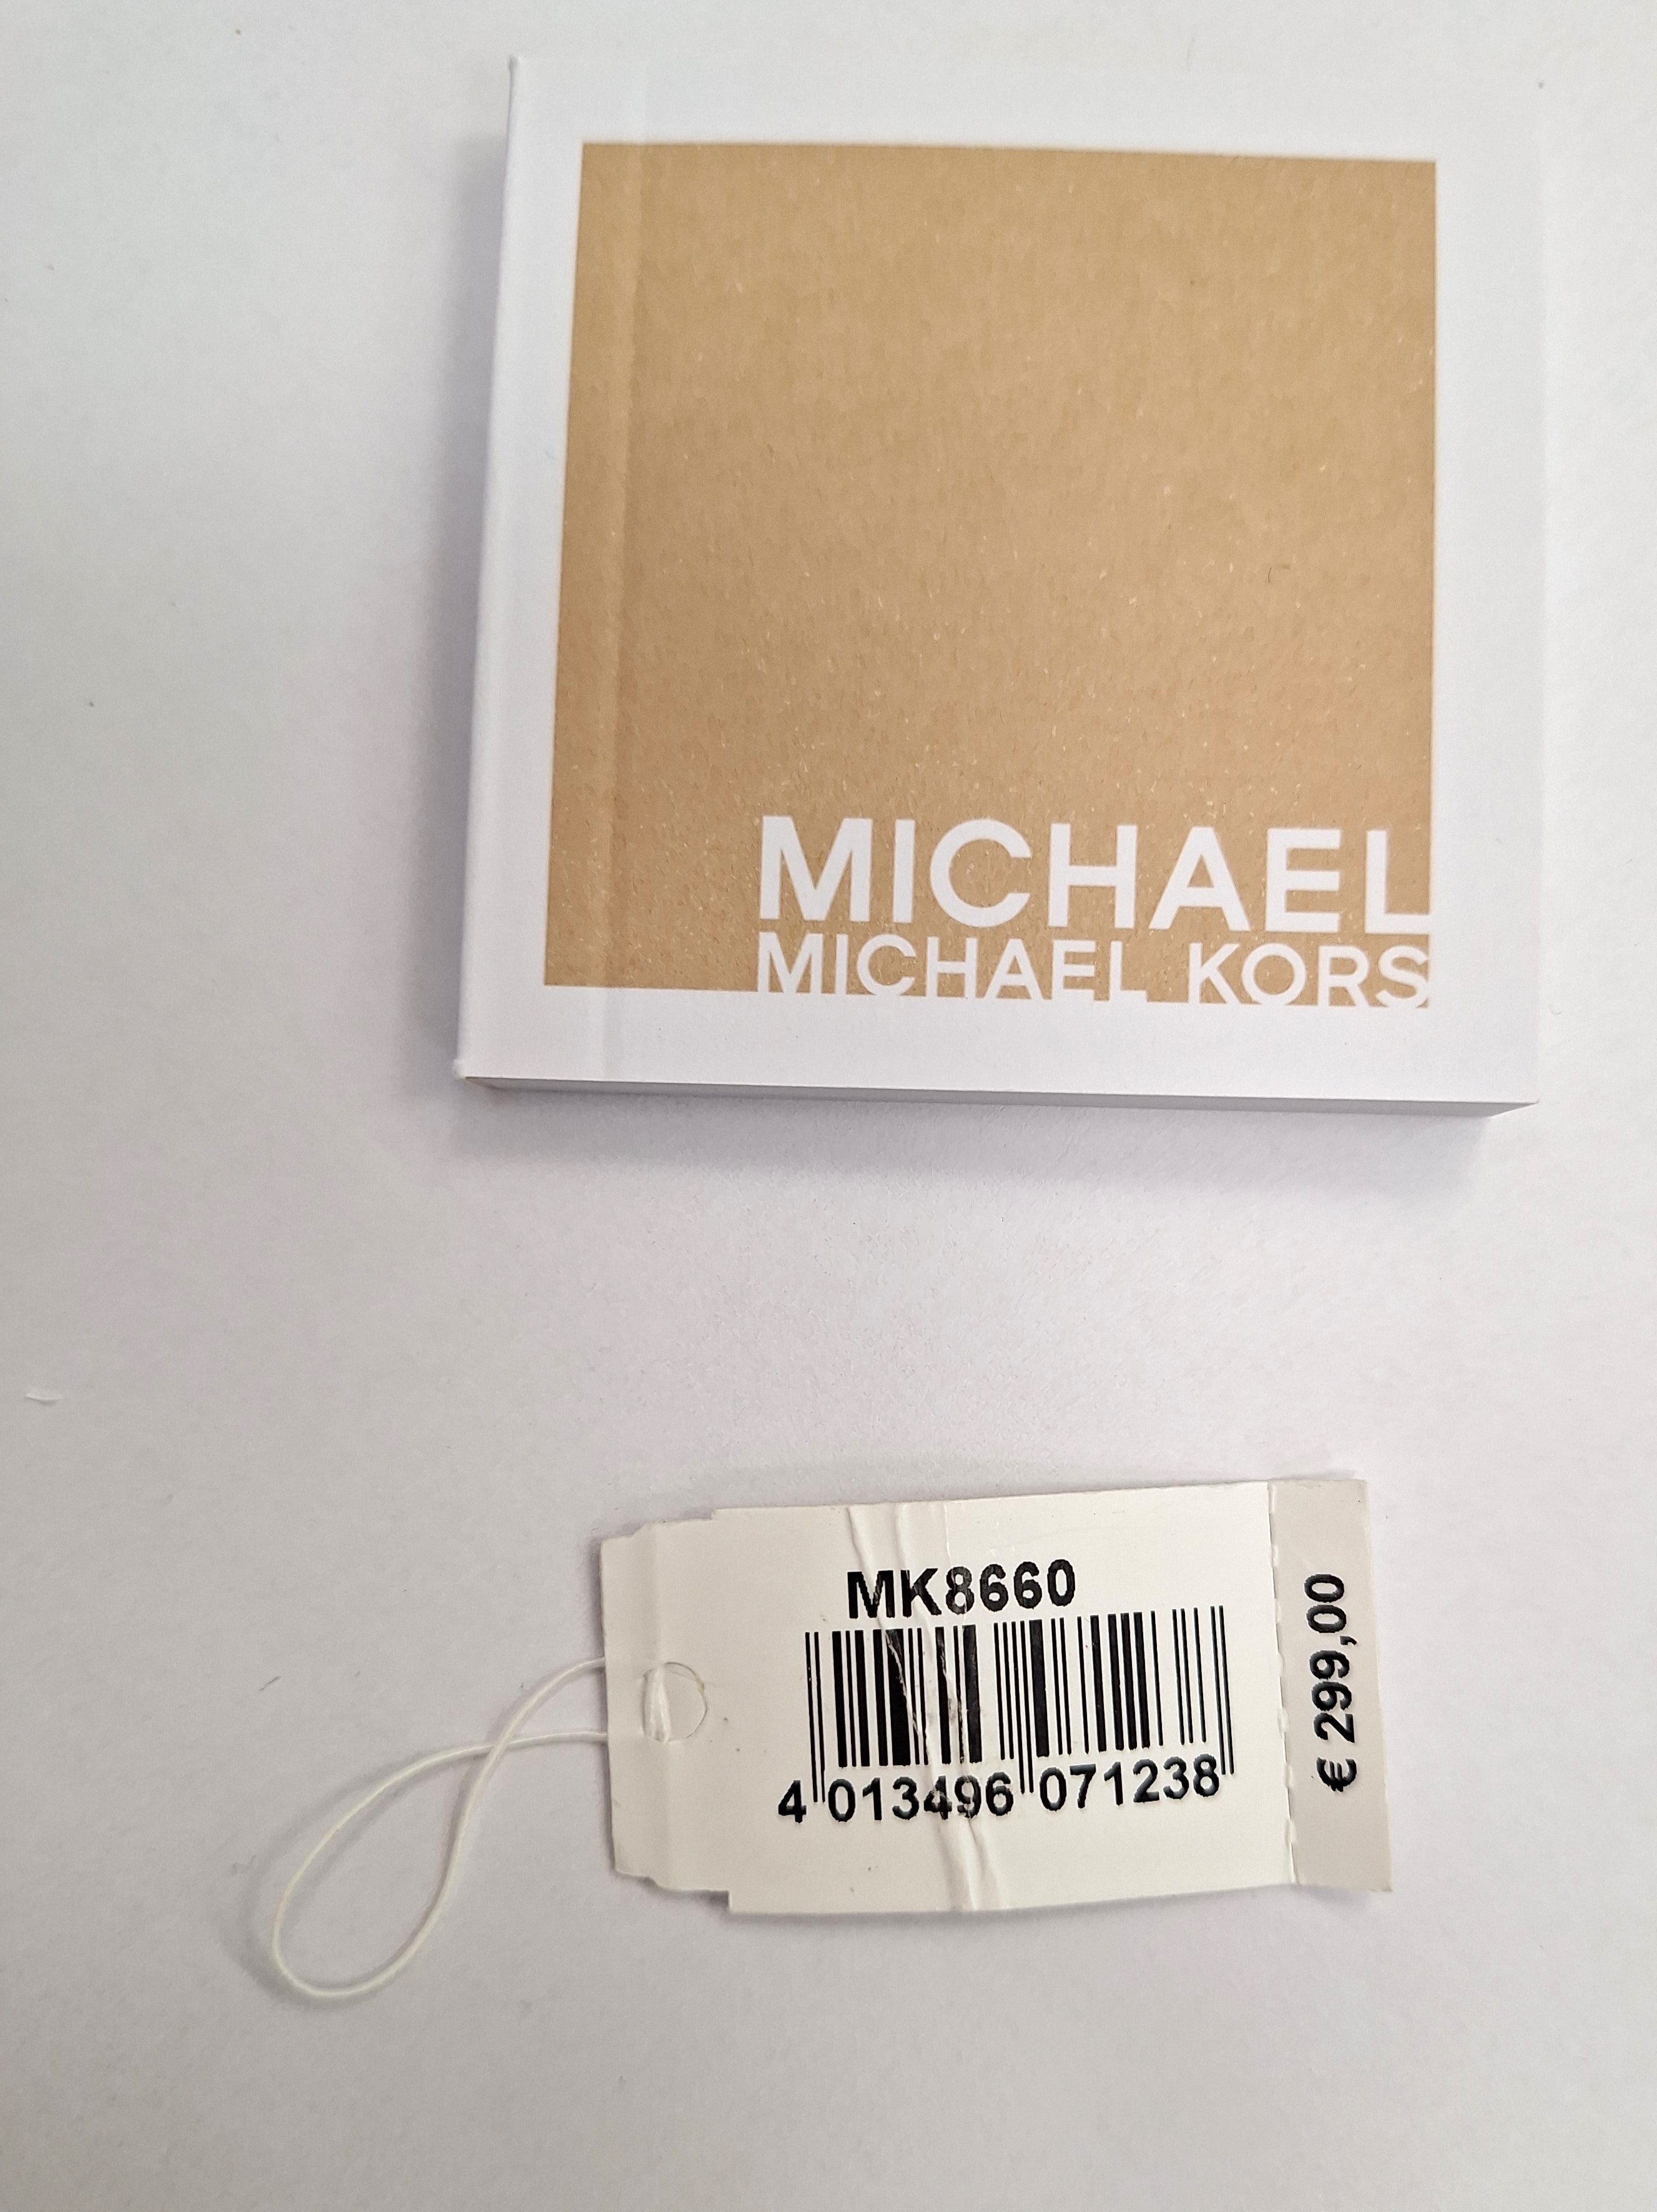 MICHAEL
MICHAEL KORS
MK8660
4 013496 071238
€ 299,00